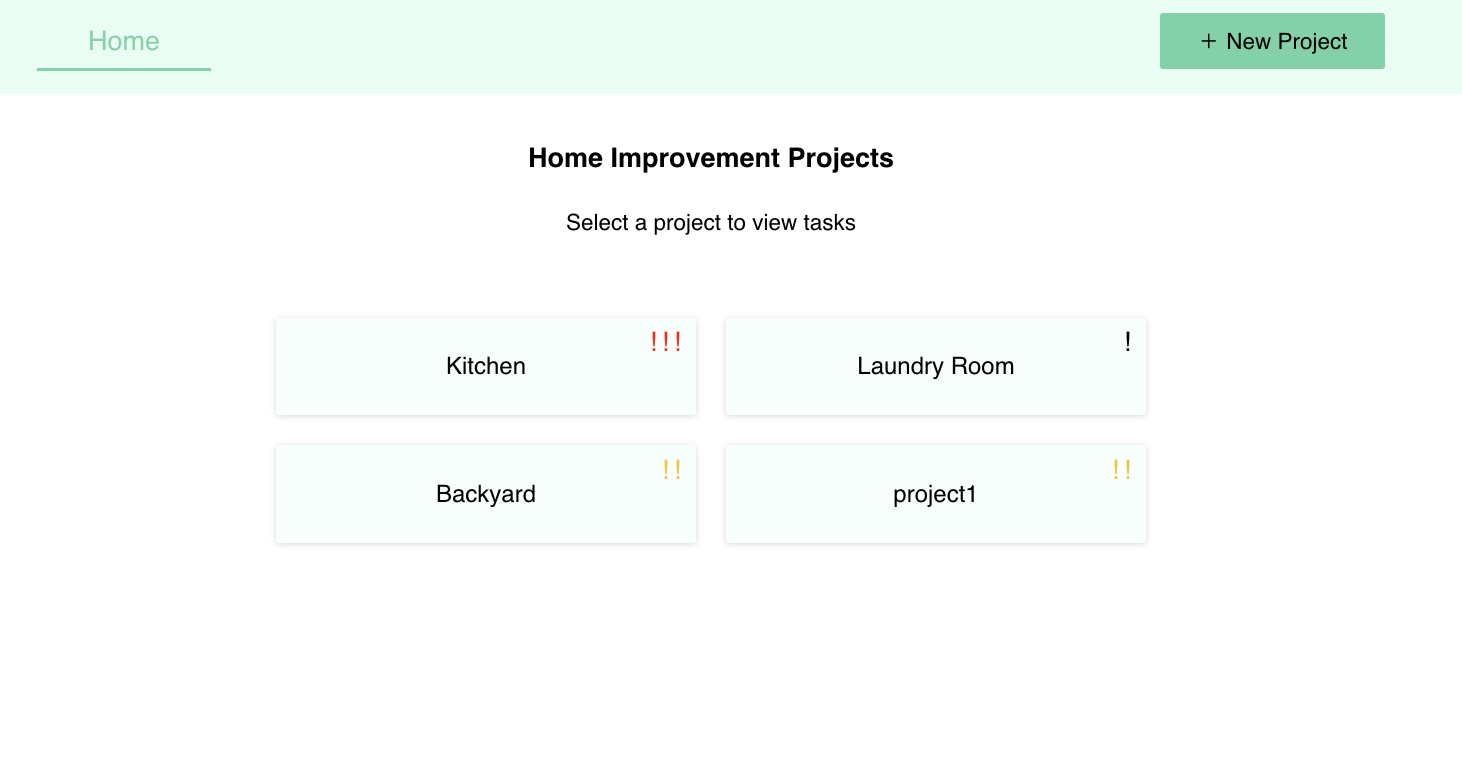 Home
+ New Project
Home Improvement Projects
Select a project to view tasks
!!!
Kitchen
!
Laundry Room
!!
Backyard
!!
project1